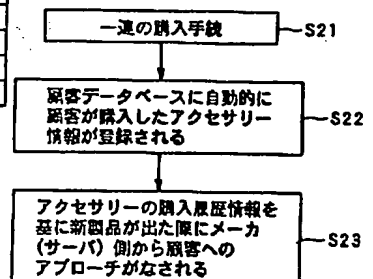 一連の購入手続
S21
顧客データベースに自動的に
顧客が購入したアクセサリー
情報が登録される
S22
アクセサリーの購入履歴情報を
基に新製品が出た際にメーカ
(サーバ)側から顧客への
アプローチがなされる
S23